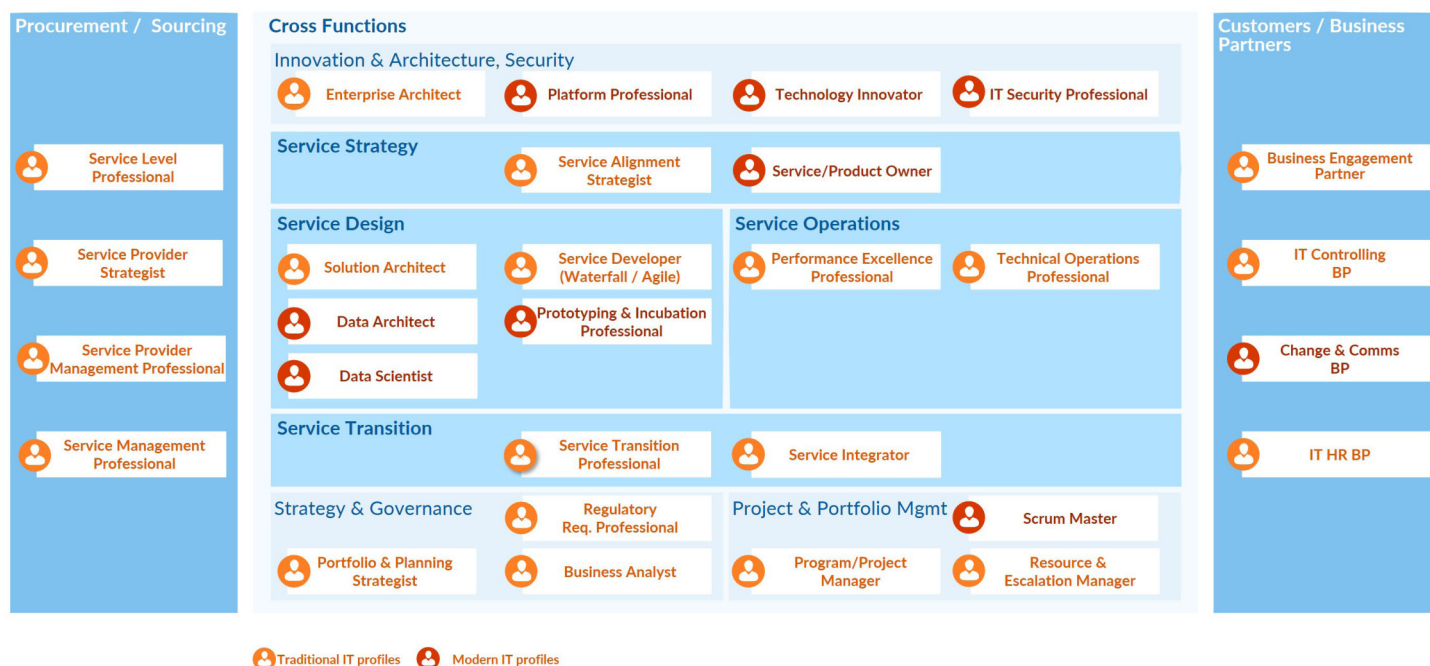 Procurement / Sourcing
Service Level
Professional
Service Provider
Strategist
Service Provider
Management Professional
Service Management
Professional
Cross Functions
Innovation & Architecture, Security
Enterprise Architect
Platform Professional
Technology Innovator
IT Security Professional
Service Strategy
Service Alignment
Strategist
Service/Product Owner
Service Design
Solution Architect
Service Developer
(Waterfall / Agile)
Data Architect
Prototyping & Incubation
Professional
Data Scientist
Service Operations
Performance Excellence
Professional
Technical Operations
Professional
Service Transition
Service Transition
Professional
Service Integrator
Strategy & Governance
Regulatory
Req. Professional
Portfolio & Planning
Strategist
Business Analyst
Project & Portfolio Mgmt
Scrum Master
Program/Project
Manager
Resource &
Escalation Manager
Customers / Business
Partners
Business Engagement
Partner
IT Controlling
BP
Change & Comms
BP
IT HR BP
Traditional IT profiles
Modern IT profiles